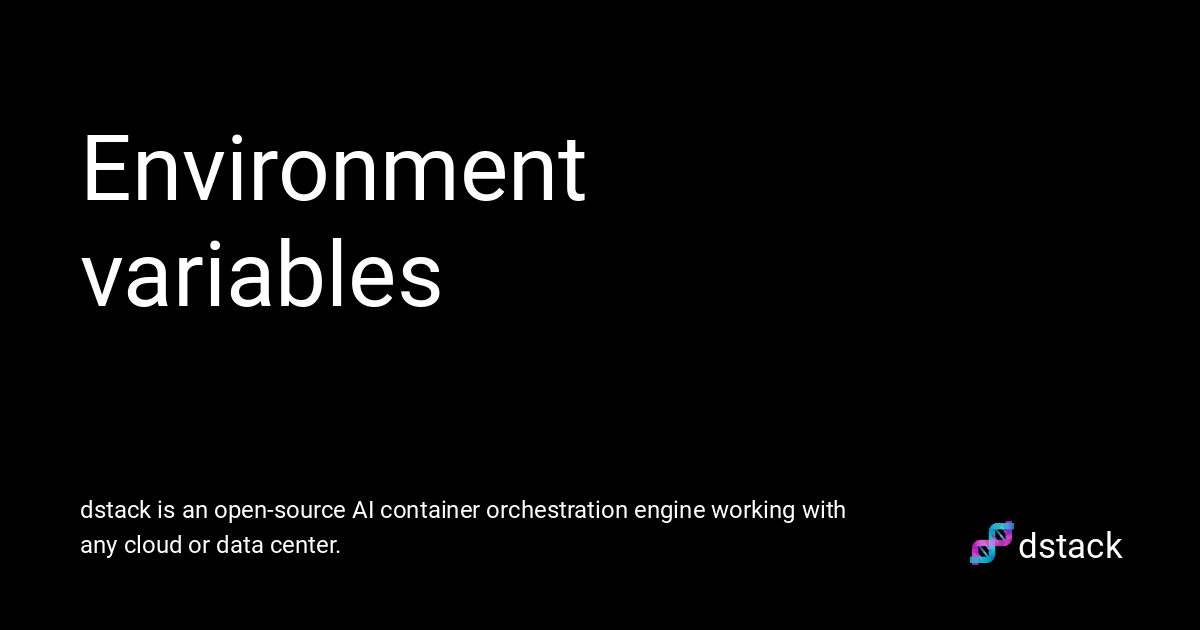 Environment
variables
dstack is an open-source AI container orchestration engine working with
any cloud or data center.
dstack